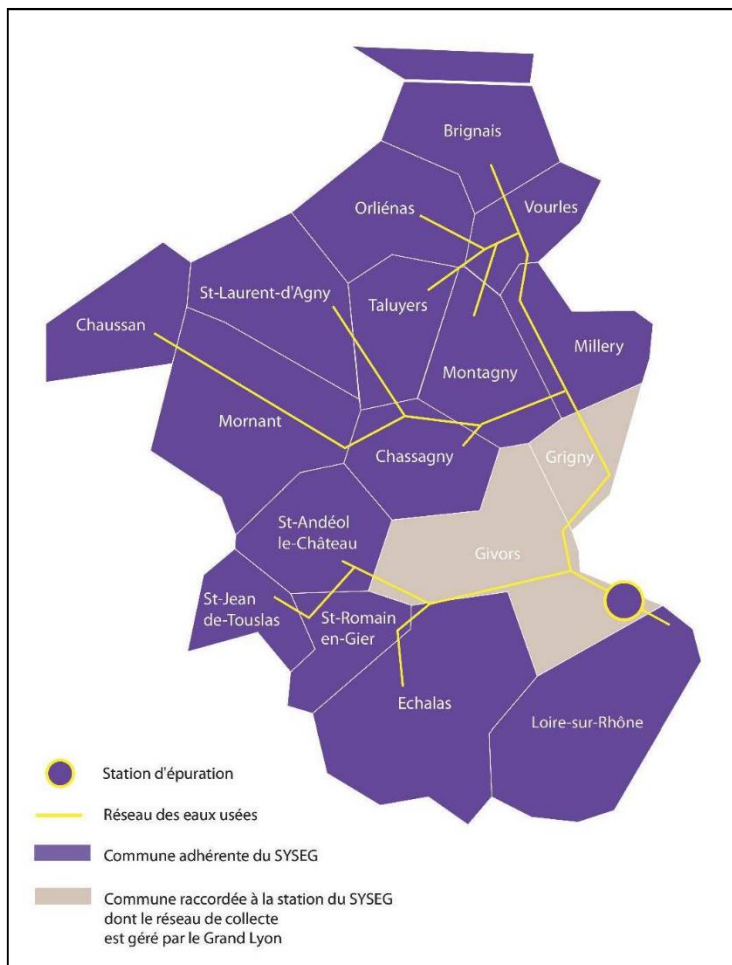 Brignais
Orliénas
Vourles
St-Laurent-d'Agny
Taluyers
Chaussan
Millery
Montagny
Mornant
Chassagny
Grigny
St-Andéol
le-Château
Givors
St-Jean
de-Touslas
St-Romain
en-Gier
Echalas
Loire-sur-Rhône
Station d'épuration
Réseau des eaux usées
Commune adhérente du SYSEG
Commune raccordée à la station du SYSEG
dont le réseau de collecte
est géré par le Grand Lyon